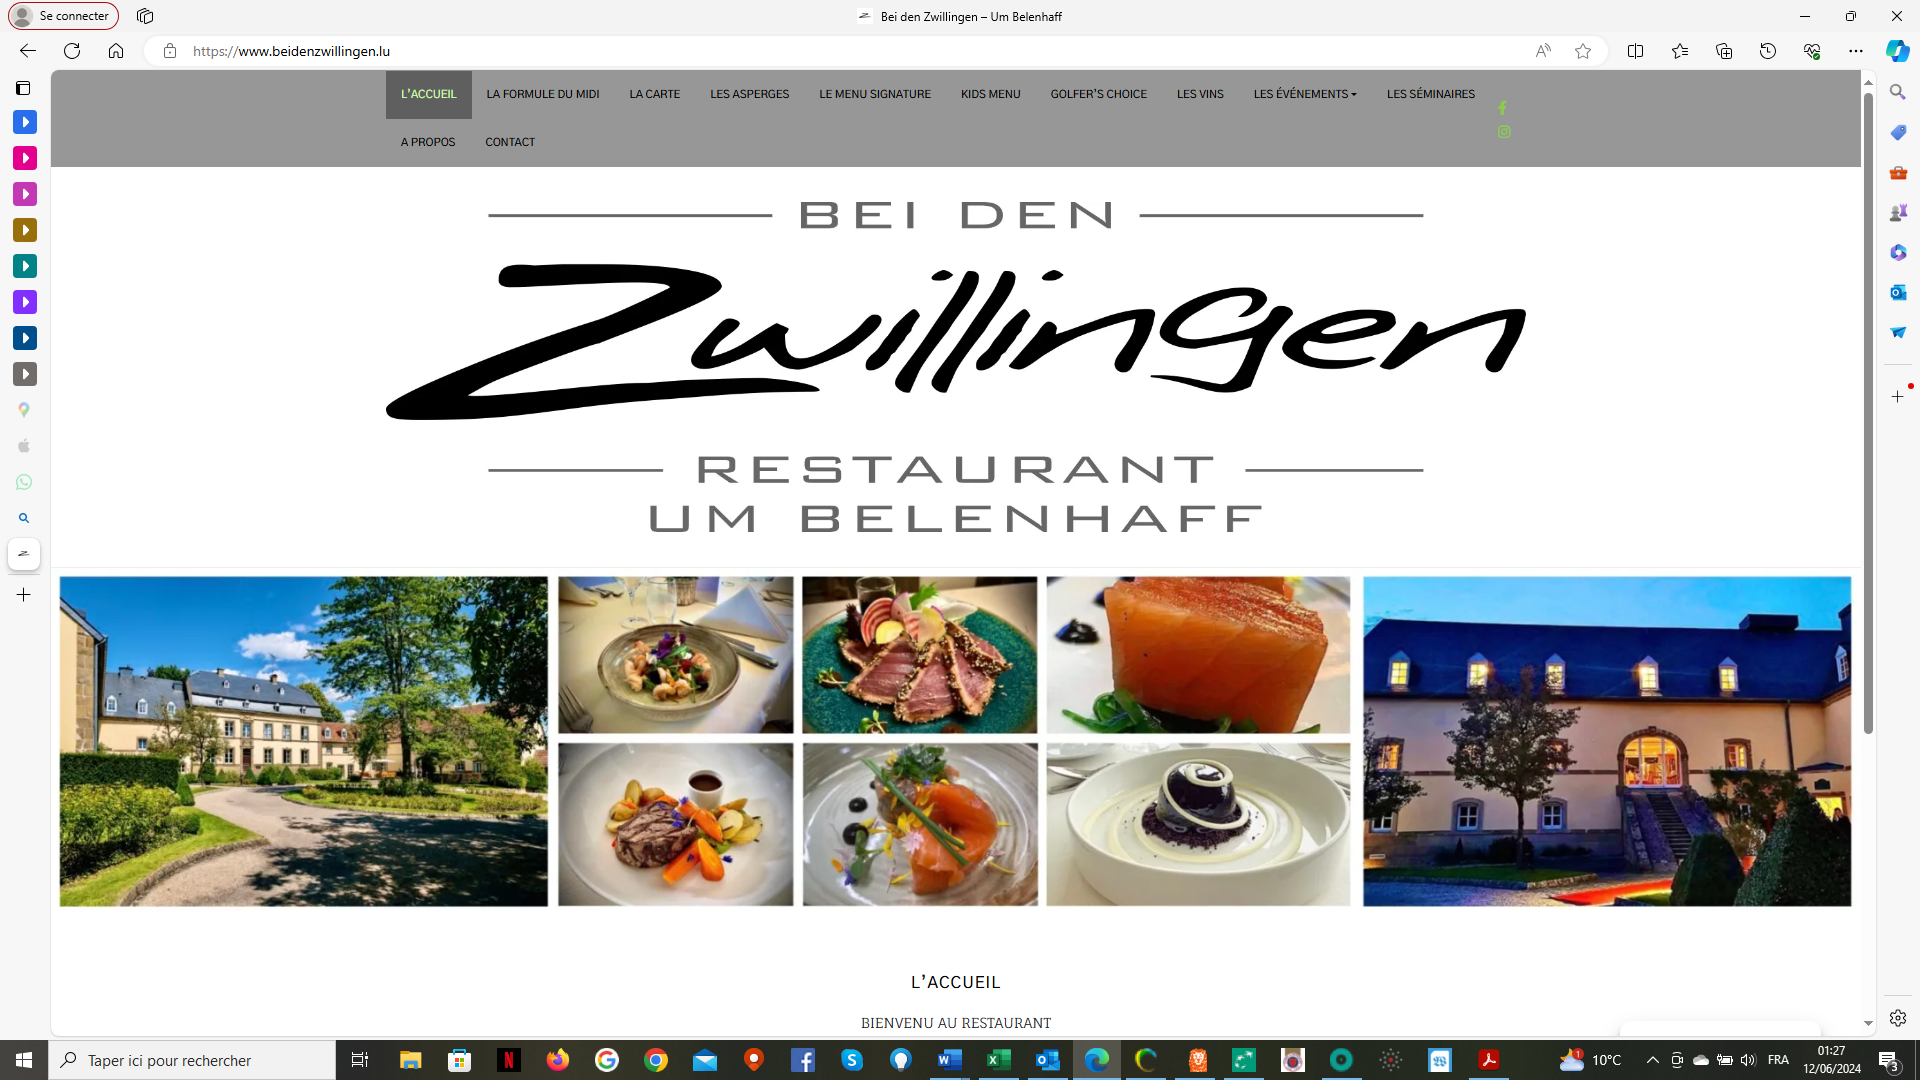 Se connecter
Bei den Zwillingen – Um Belenhaff
https://www.beidenzwillingen.lu
L'ACCUEIL LA FORMULE DU MIDI LA CARTE LES ASPERGES LE MENU SIGNATURE KIDS MENU GOLFER'S CHOICE LES VINS LES ÉVÉNEMENTS LES SÉMINAIRES
A PROPOS CONTACT
BEI DEN
Zwillingen
RESTAURANT
UM BELENHAFF
L'ACCUEIL
BIENVENU AU RESTAURANT
Taper ici pour rechercher
1
10°C
FRA
01:27
12/06/2024
3